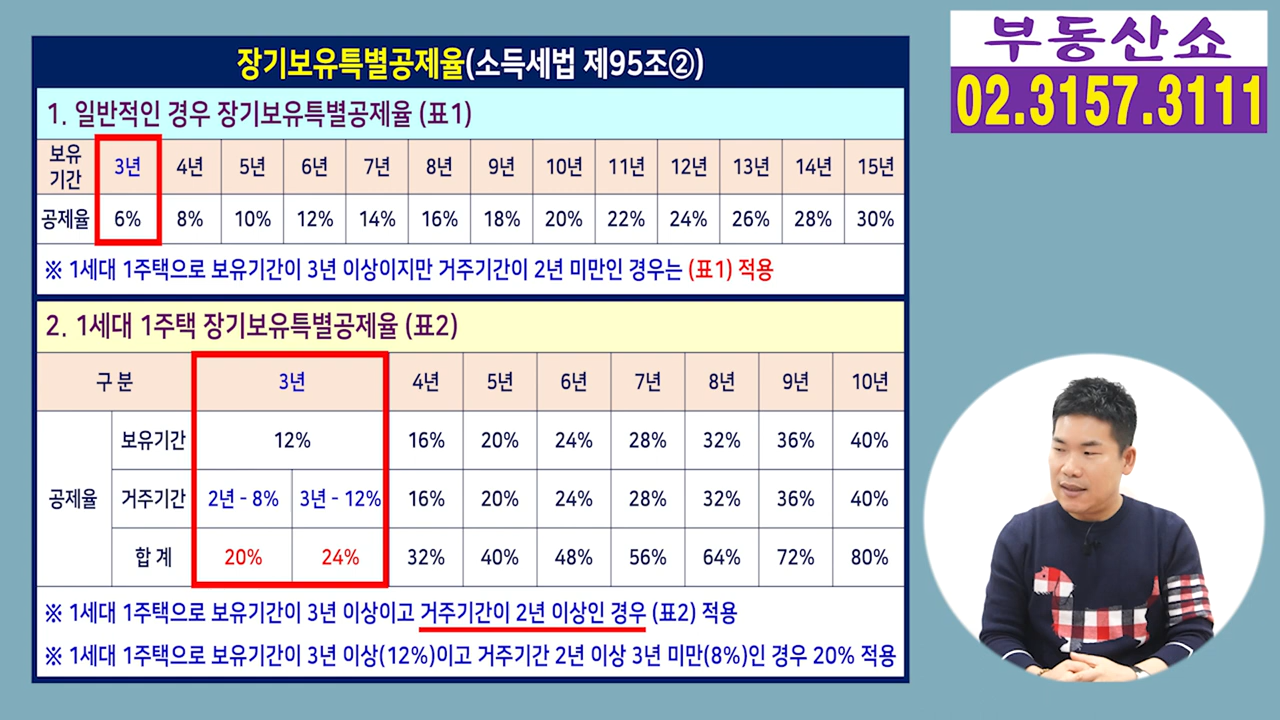 부동산쇼
02.3157.3111
장기보유특별공제율(소득세법 제95조②)
1. 일반적인 경우 장기보유특별공제율 (표1)
보유 기간 3년 4년 5년 6년 7년 8년 9년 10년 11년 12년 13년 14년 15년
공제율 6% 8% 10% 12% 14% 16% 18% 20% 22% 24% 26% 28% 30%
※ 1세대 1주택으로 보유기간이 3년 이상이지만 거주기간이 2년 미만인 경우는 (표1) 적용
2. 1세대 1주택 장기보유특별공제율 (표2)
구 분 3년 4년 5년 6년 7년 8년 9년 10년
공제율
보유기간 12% 16% 20% 24% 28% 32% 36% 40%
거주기간 2년 - 8% 3년 - 12% 16% 20% 24% 28% 32% 36% 40%
합 계 20% 24% 32% 40% 48% 56% 64% 72% 80%
※ 1세대 1주택으로 보유기간이 3년 이상이고 거주기간이 2년 이상인 경우 (표2) 적용
※ 1세대 1주택으로 보유기간이 3년 이상(12%)이고 거주기간 2년 이상 3년 미만(8%)인 경우 20% 적용